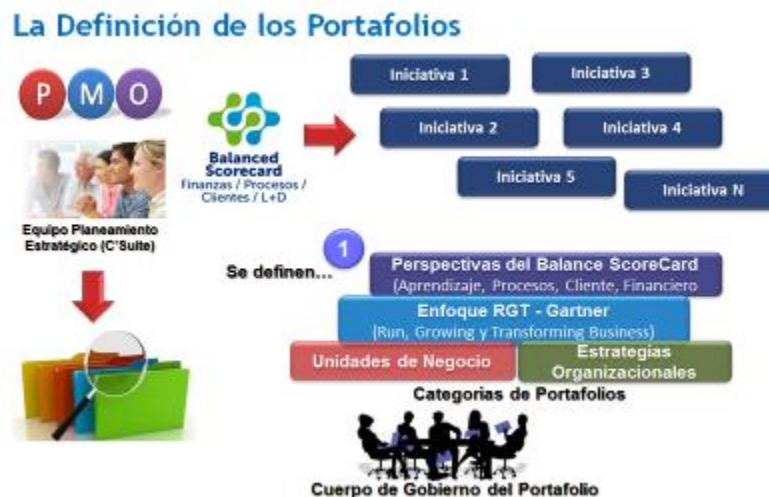 La Definición de los Portafolios
P M O
Balanced
Scorecard
Finanzas / Procesos /
Clientes / L+D
Equipo Planeamiento
Estratégico (C'Suite)
Iniciativa 1
Iniciativa 3
Iniciativa 2
Iniciativa 4
Iniciativa 5
Iniciativa N
Se definen...
1
Perspectivas del Balance ScoreCard
(Aprendizaje, Procesos, Cliente, Financiero
Enfoque RGT - Gartner
(Run, Growing y Transforming Business)
Unidades de Negocio
Estrategias
Organizacionales
Categorias de Portafolios
Cuerpo de Gobierno del Portafolio